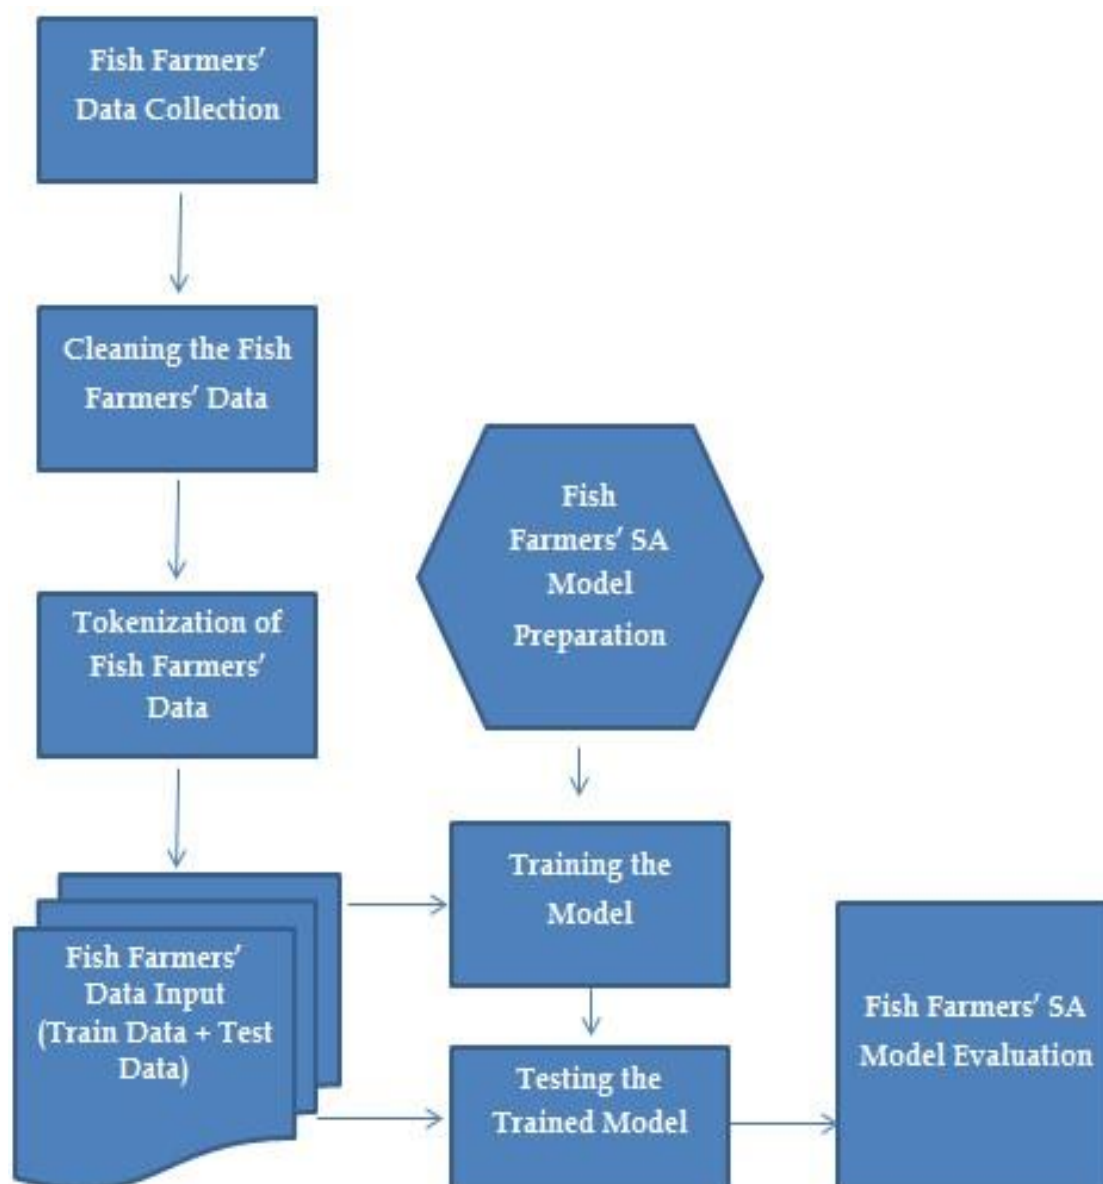 Fish Farmers’
Data Collection
Cleaning the Fish
Farmers’ Data
Tokenization of
Fish Farmers’
Data
Fish Farmers’
Data Input
(Train Data + Test
Data)
Fish
Farmers’ SA
Model
Preparation
Training the
Model
Testing the
Trained Model
Fish Farmers’ SA
Model Evaluation